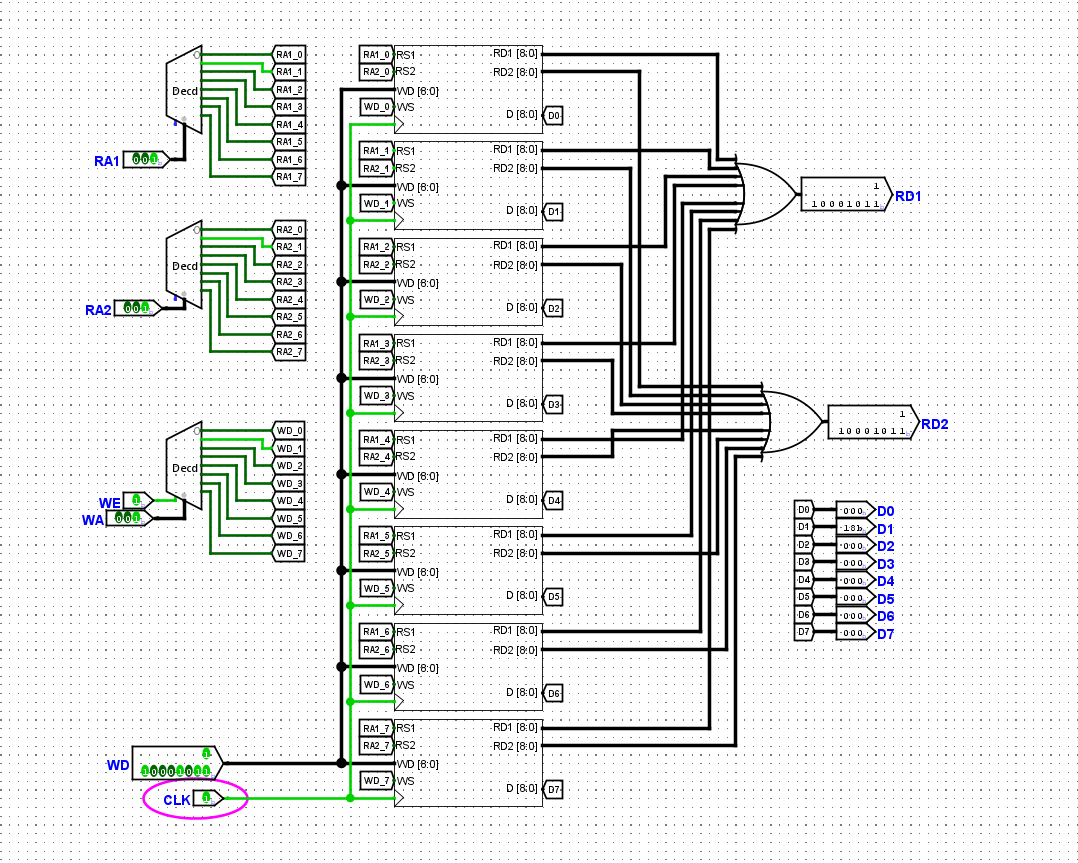 Decd
RA1_0
RA1_1
RA1_2
RA1_3
RA1_4
RA1_5
RA1_6
RA1_7
RA1 001
Decd
RA2_0
RA2_1
RA2_2
RA2_3
RA2_4
RA2_5
RA2_6
RA2_7
RA2 001
Decd
WD_0
WD_1
WD_2
WD_3
WD_4
WD_5
WD_6
WD_7
WE 1
WA 001
WD 1
10001011
CLK 1
RA1_0 RS1 RD1 [8:0]
RA2_0 RS2 RD2 [8:0]
WD [8:0]
WD_0 WS D [8:0] D0
RA1_1 RS1 RD1 [8:0]
RA2_1 RS2 RD2 [8:0]
WD [8:0]
WD_1 WS D [8:0] D1
RA1_2 RS1 RD1 [8:0]
RA2_2 RS2 RD2 [8:0]
WD [8:0]
WD_2 WS D [8:0] D2
RA1_3 RS1 RD1 [8:0]
RA2_3 RS2 RD2 [8:0]
WD [8:0]
WD_3 WS D [8:0] D3
RA1_4 RS1 RD1 [8:0]
RA2_4 RS2 RD2 [8:0]
WD [8:0]
WD_4 WS D [8:0] D4
RA1_5 RS1 RD1 [8:0]
RA2_5 RS2 RD2 [8:0]
WD [8:0]
WD_5 WS D [8:0] D5
RA1_6 RS1 RD1 [8:0]
RA2_6 RS2 RD2 [8:0]
WD [8:0]
WD_6 WS D [8:0] D6
RA1_7 RS1 RD1 [8:0]
RA2_7 RS2 RD2 [8:0]
WD [8:0]
WD_7 WS D [8:0] D7
1
10001011 RD1
1
10001011 RD2
D0 000 D0
D1 181 D1
D2 000 D2
D3 000 D3
D4 000 D4
D5 000 D5
D6 000 D6
D7 000 D7